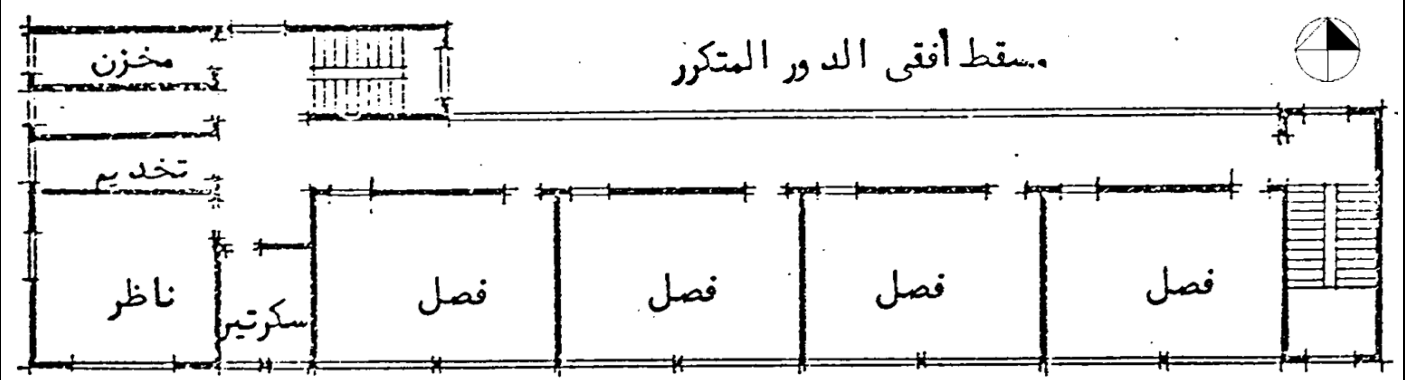 مسقط أفقى الدور المتكرر
مخزن
تخديم
ناظر
سكرتير
فصل
فصل
فصل
فصل